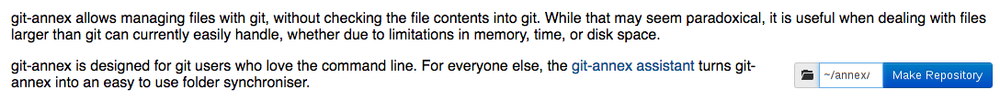 git-annex allows managing files with git, without checking the file contents into git. While that may seem paradoxical, it is useful when dealing with files
larger than git can currently easily handle, whether due to limitations in memory, time, or disk space.
git-annex is designed for git users who love the command line. For everyone else, the git-annex assistant turns git-
annex into an easy to use folder synchroniser.
~/annex/ Make Repository